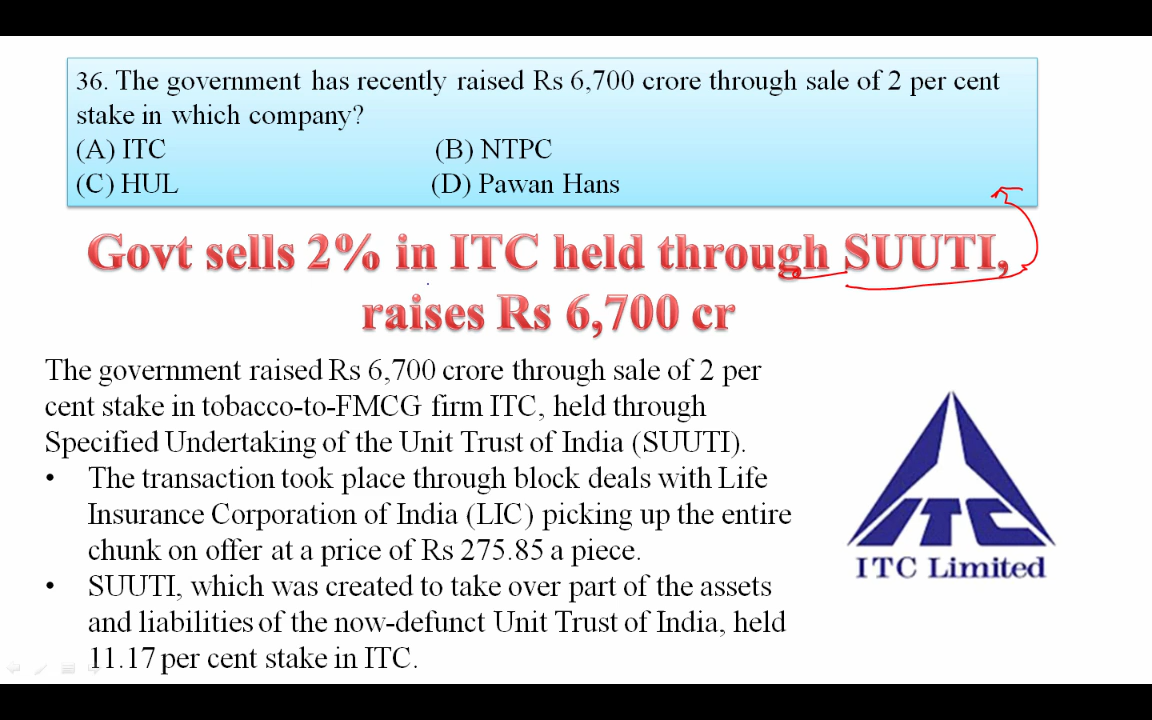 36. The government has recently raised Rs 6,700 crore through sale of 2 per cent
stake in which company?
(A) ITC (B) NTPC
(C) HUL (D) Pawan Hans
Govt sells 2% in ITC held through SUUTI,
raises Rs 6,700 cr
The government raised Rs 6,700 crore through sale of 2 per
cent stake in tobacco-to-FMCG firm ITC, held through
Specified Undertaking of the Unit Trust of India (SUUTI).
• The transaction took place through block deals with Life
Insurance Corporation of India (LIC) picking up the entire
chunk on offer at a price of Rs 275.85 a piece.
• SUUTI, which was created to take over part of the assets
and liabilities of the now-defunct Unit Trust of India, held
11.17 per cent stake in ITC.
ITC
ITC Limited